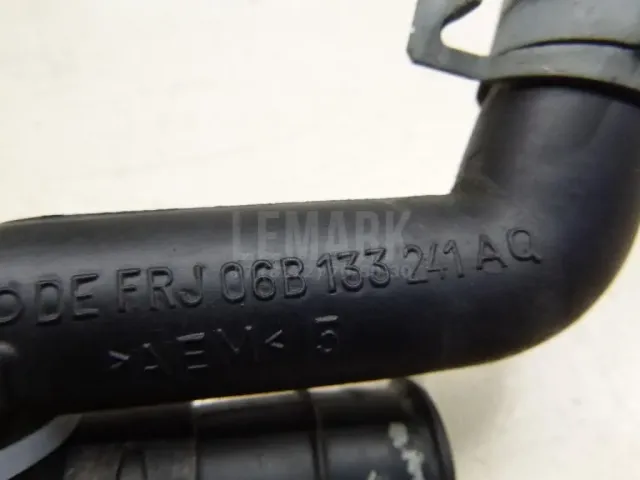 LEMARK
DE FRJ 06B 133 241 AQ
>AEM< 5